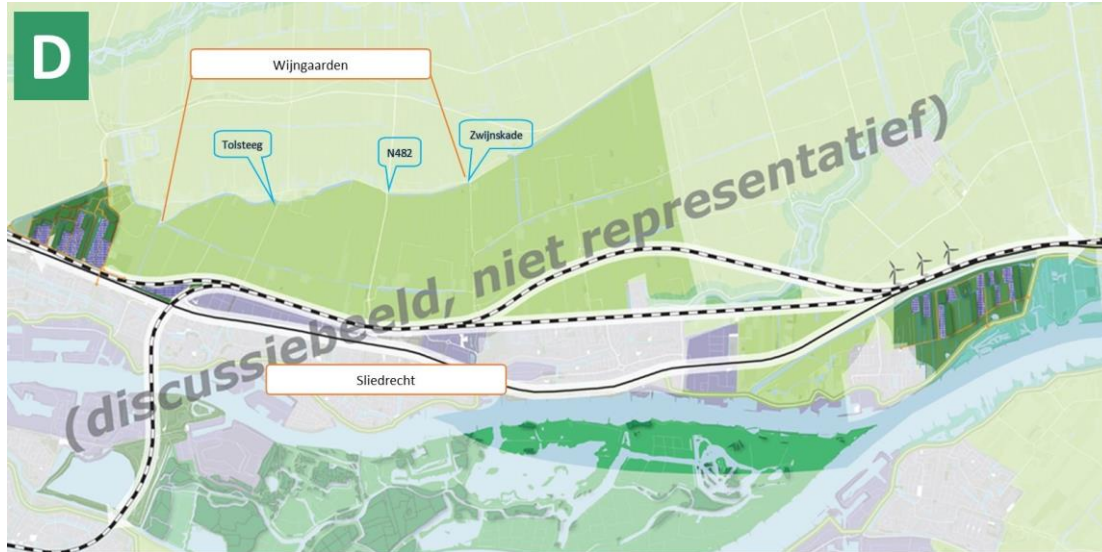 D
Wijngaarden
Tolsteeg
N482
Zwijnskade
(discussiebeeld, niet representatief)
Sliedrecht